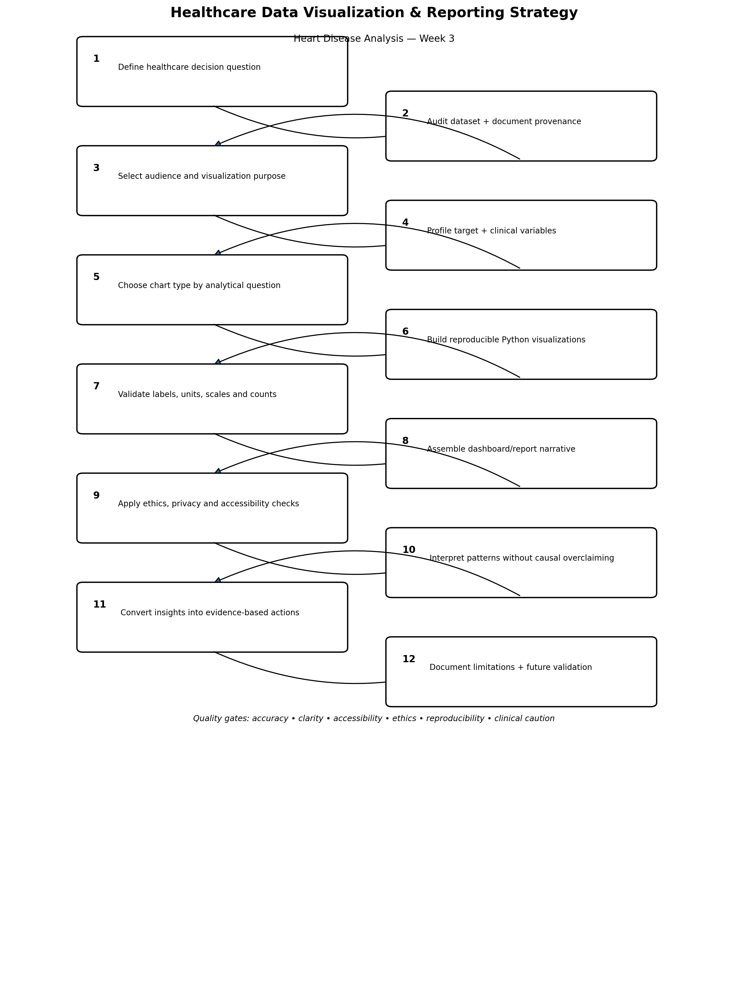 Healthcare Data Visualization & Reporting Strategy
Heart Disease Analysis — Week 3
1
Define healthcare decision question
2
Audit dataset + document provenance
3
Select audience and visualization purpose
4
Profile target + clinical variables
5
Choose chart type by analytical question
6
Build reproducible Python visualizations
7
Validate labels, units, scales and counts
8
Assemble dashboard/report narrative
9
Apply ethics, privacy and accessibility checks
10
Interpret patterns without causal overclaiming
11
Convert insights into evidence-based actions
12
Document limitations + future validation
Quality gates: accuracy • clarity • accessibility • ethics • reproducibility • clinical caution